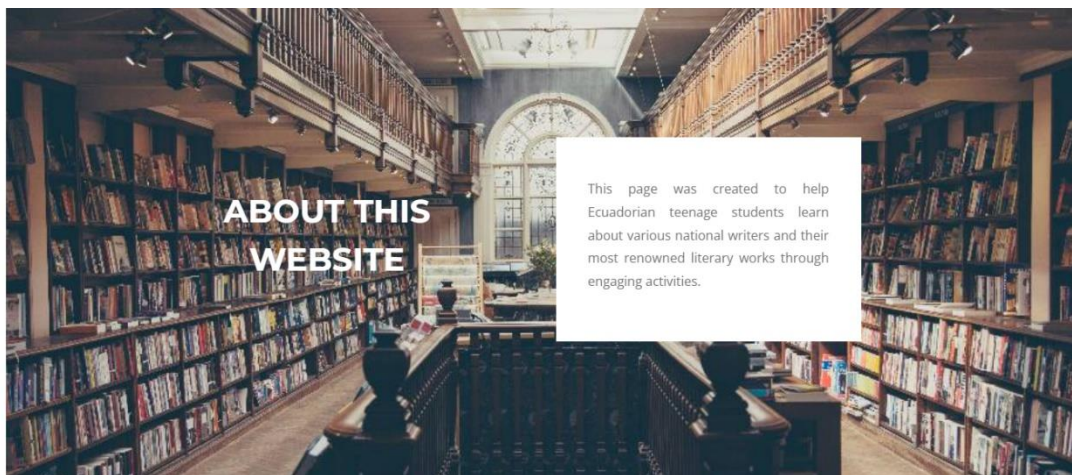 ABOUT THIS
WEBSITE
This page was created to help
Ecuadorian teenage students learn
about various national writers and their
most renowned literary works through
engaging activities.